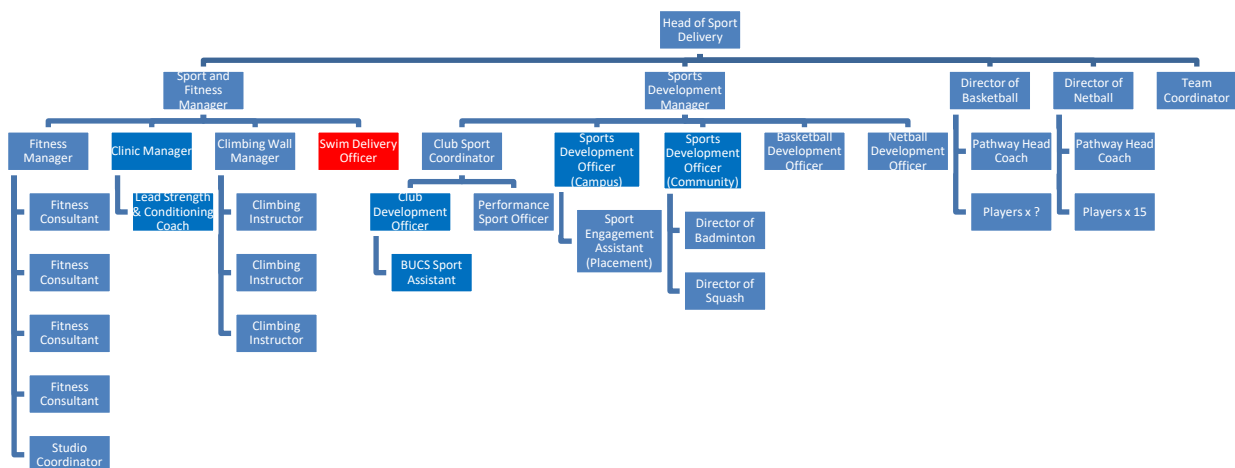 Head of Sport
Delivery
Sport and
Fitness
Manager
Sports
Development
Manager
Director of
Basketball
Director of
Netball
Team
Coordinator
Fitness
Manager
Clinic Manager
Climbing Wall
Manager
Swim Delivery
Officer
Club Sport
Coordinator
Sports
Development
Officer
(Campus)
Sports
Development
Officer
(Community)
Basketball
Development
Officer
Netball
Development
Officer
Pathway Head
Coach
Pathway Head
Coach
Fitness
Consultant
Lead Strength
& Conditioning
Coach
Climbing
Instructor
Club
Development
Officer
Performance
Sport Officer
Sport
Engagement
Assistant
(Placement)
Director of
Badminton
Players x ?
Players x 15
Fitness
Consultant
Climbing
Instructor
BUCS Sport
Assistant
Director of
Squash
Fitness
Consultant
Climbing
Instructor
Fitness
Consultant
Studio
Coordinator